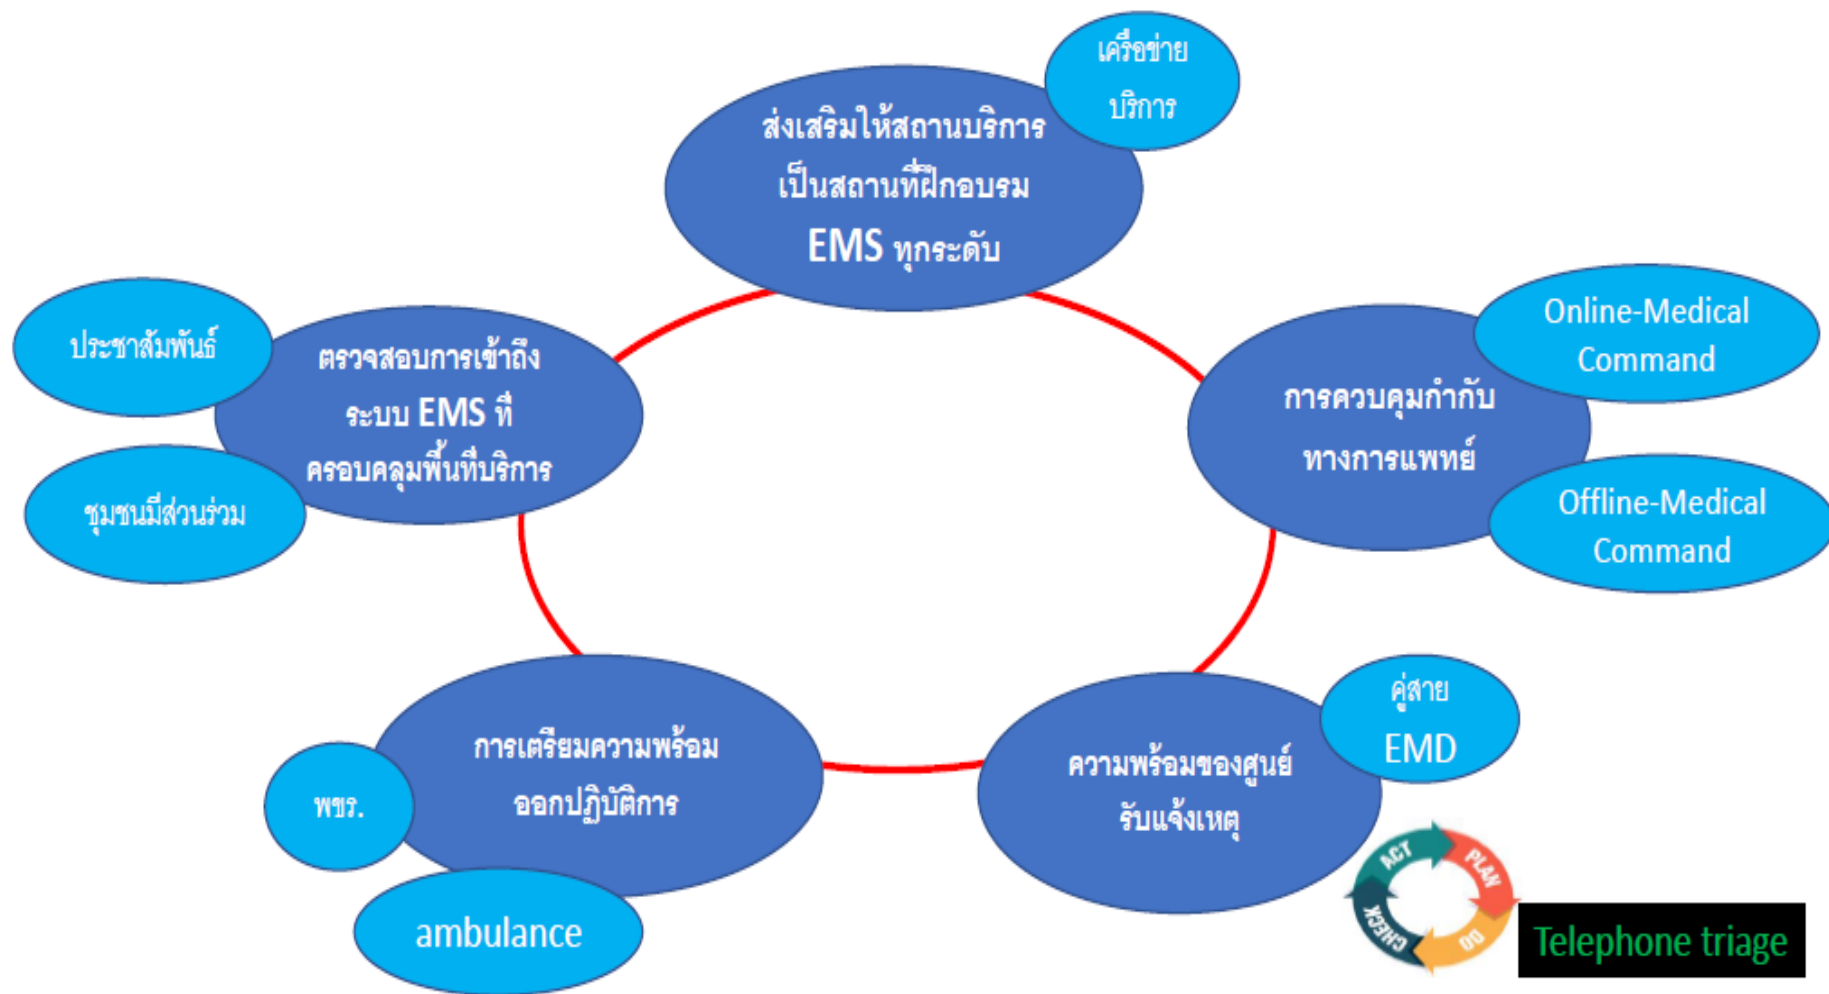 เครือข่าย
บริการ
ส่งเสริมให้สถานบริการ
เป็นสถานที่ฝึกอบรม
EMS ทุกระดับ
ประชาสัมพันธ์
ตรวจสอบการเข้าถึง
ระบบ EMS ที่
ครอบคลุมพื้นที่บริการ
ชุมชนมีส่วนร่วม
Online-Medical
Command
การควบคุมกำกับ
ทางการแพทย์
Offline-Medical
Command
การเตรียมความพร้อม
ออกปฏิบัติการ
พขร.
ambulance
คู่สาย
EMD
ความพร้อมของศูนย์
รับแจ้งเหตุ
ACT
PLAN
CHECK
DO
Telephone triage